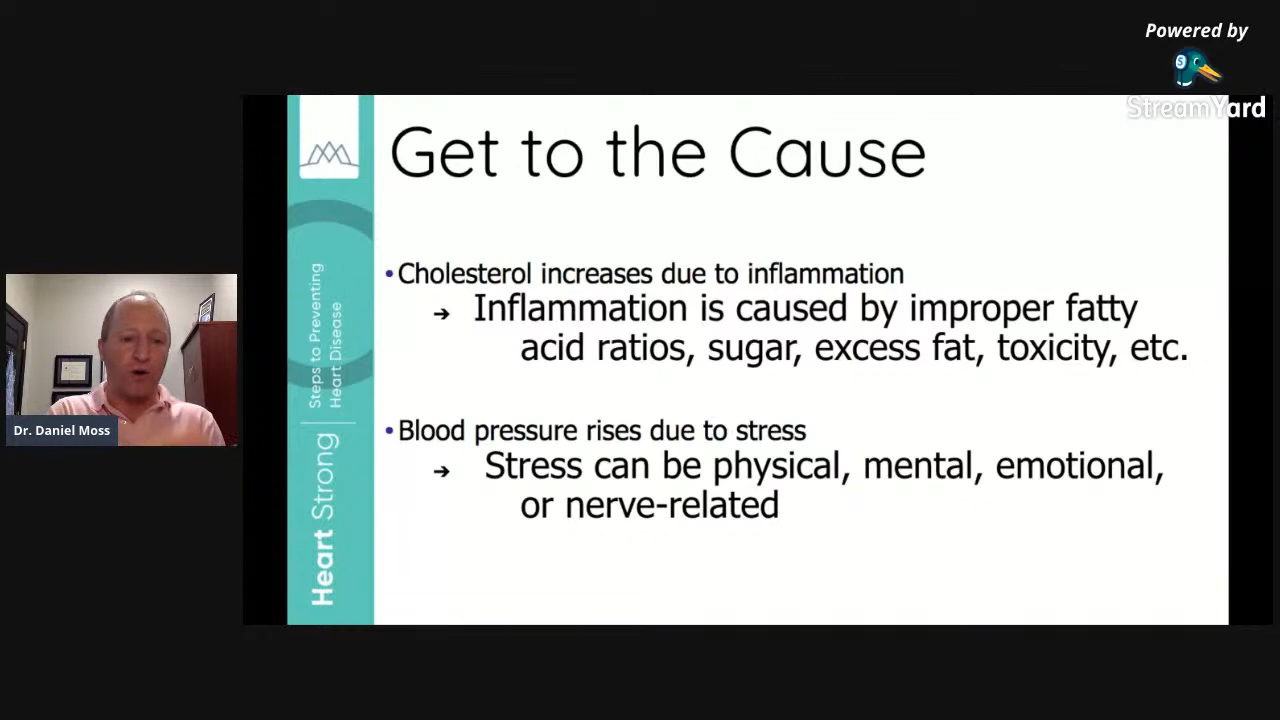 Powered by
StreamYard
Get to the Cause
• Cholesterol increases due to inflammation
➔ Inflammation is caused by improper fatty
acid ratios, sugar, excess fat, toxicity, etc.
• Blood pressure rises due to stress
➔ Stress can be physical, mental, emotional,
or nerve-related
Heart Strong
Steps to Preventing
Heart Disease
Dr. Daniel Moss